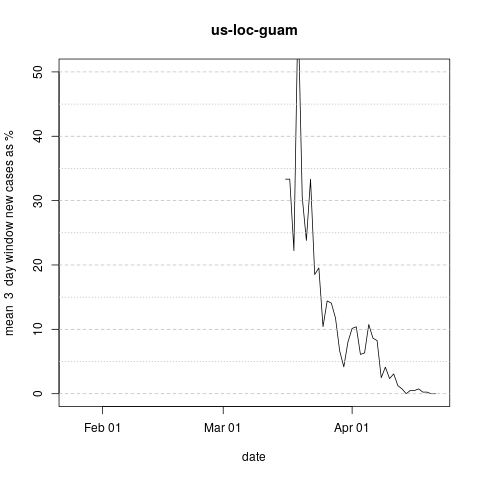 us-loc-guam
mean 3 day window new cases as %
50
40
30
20
10
0
Feb 01
Mar 01
Apr 01
date